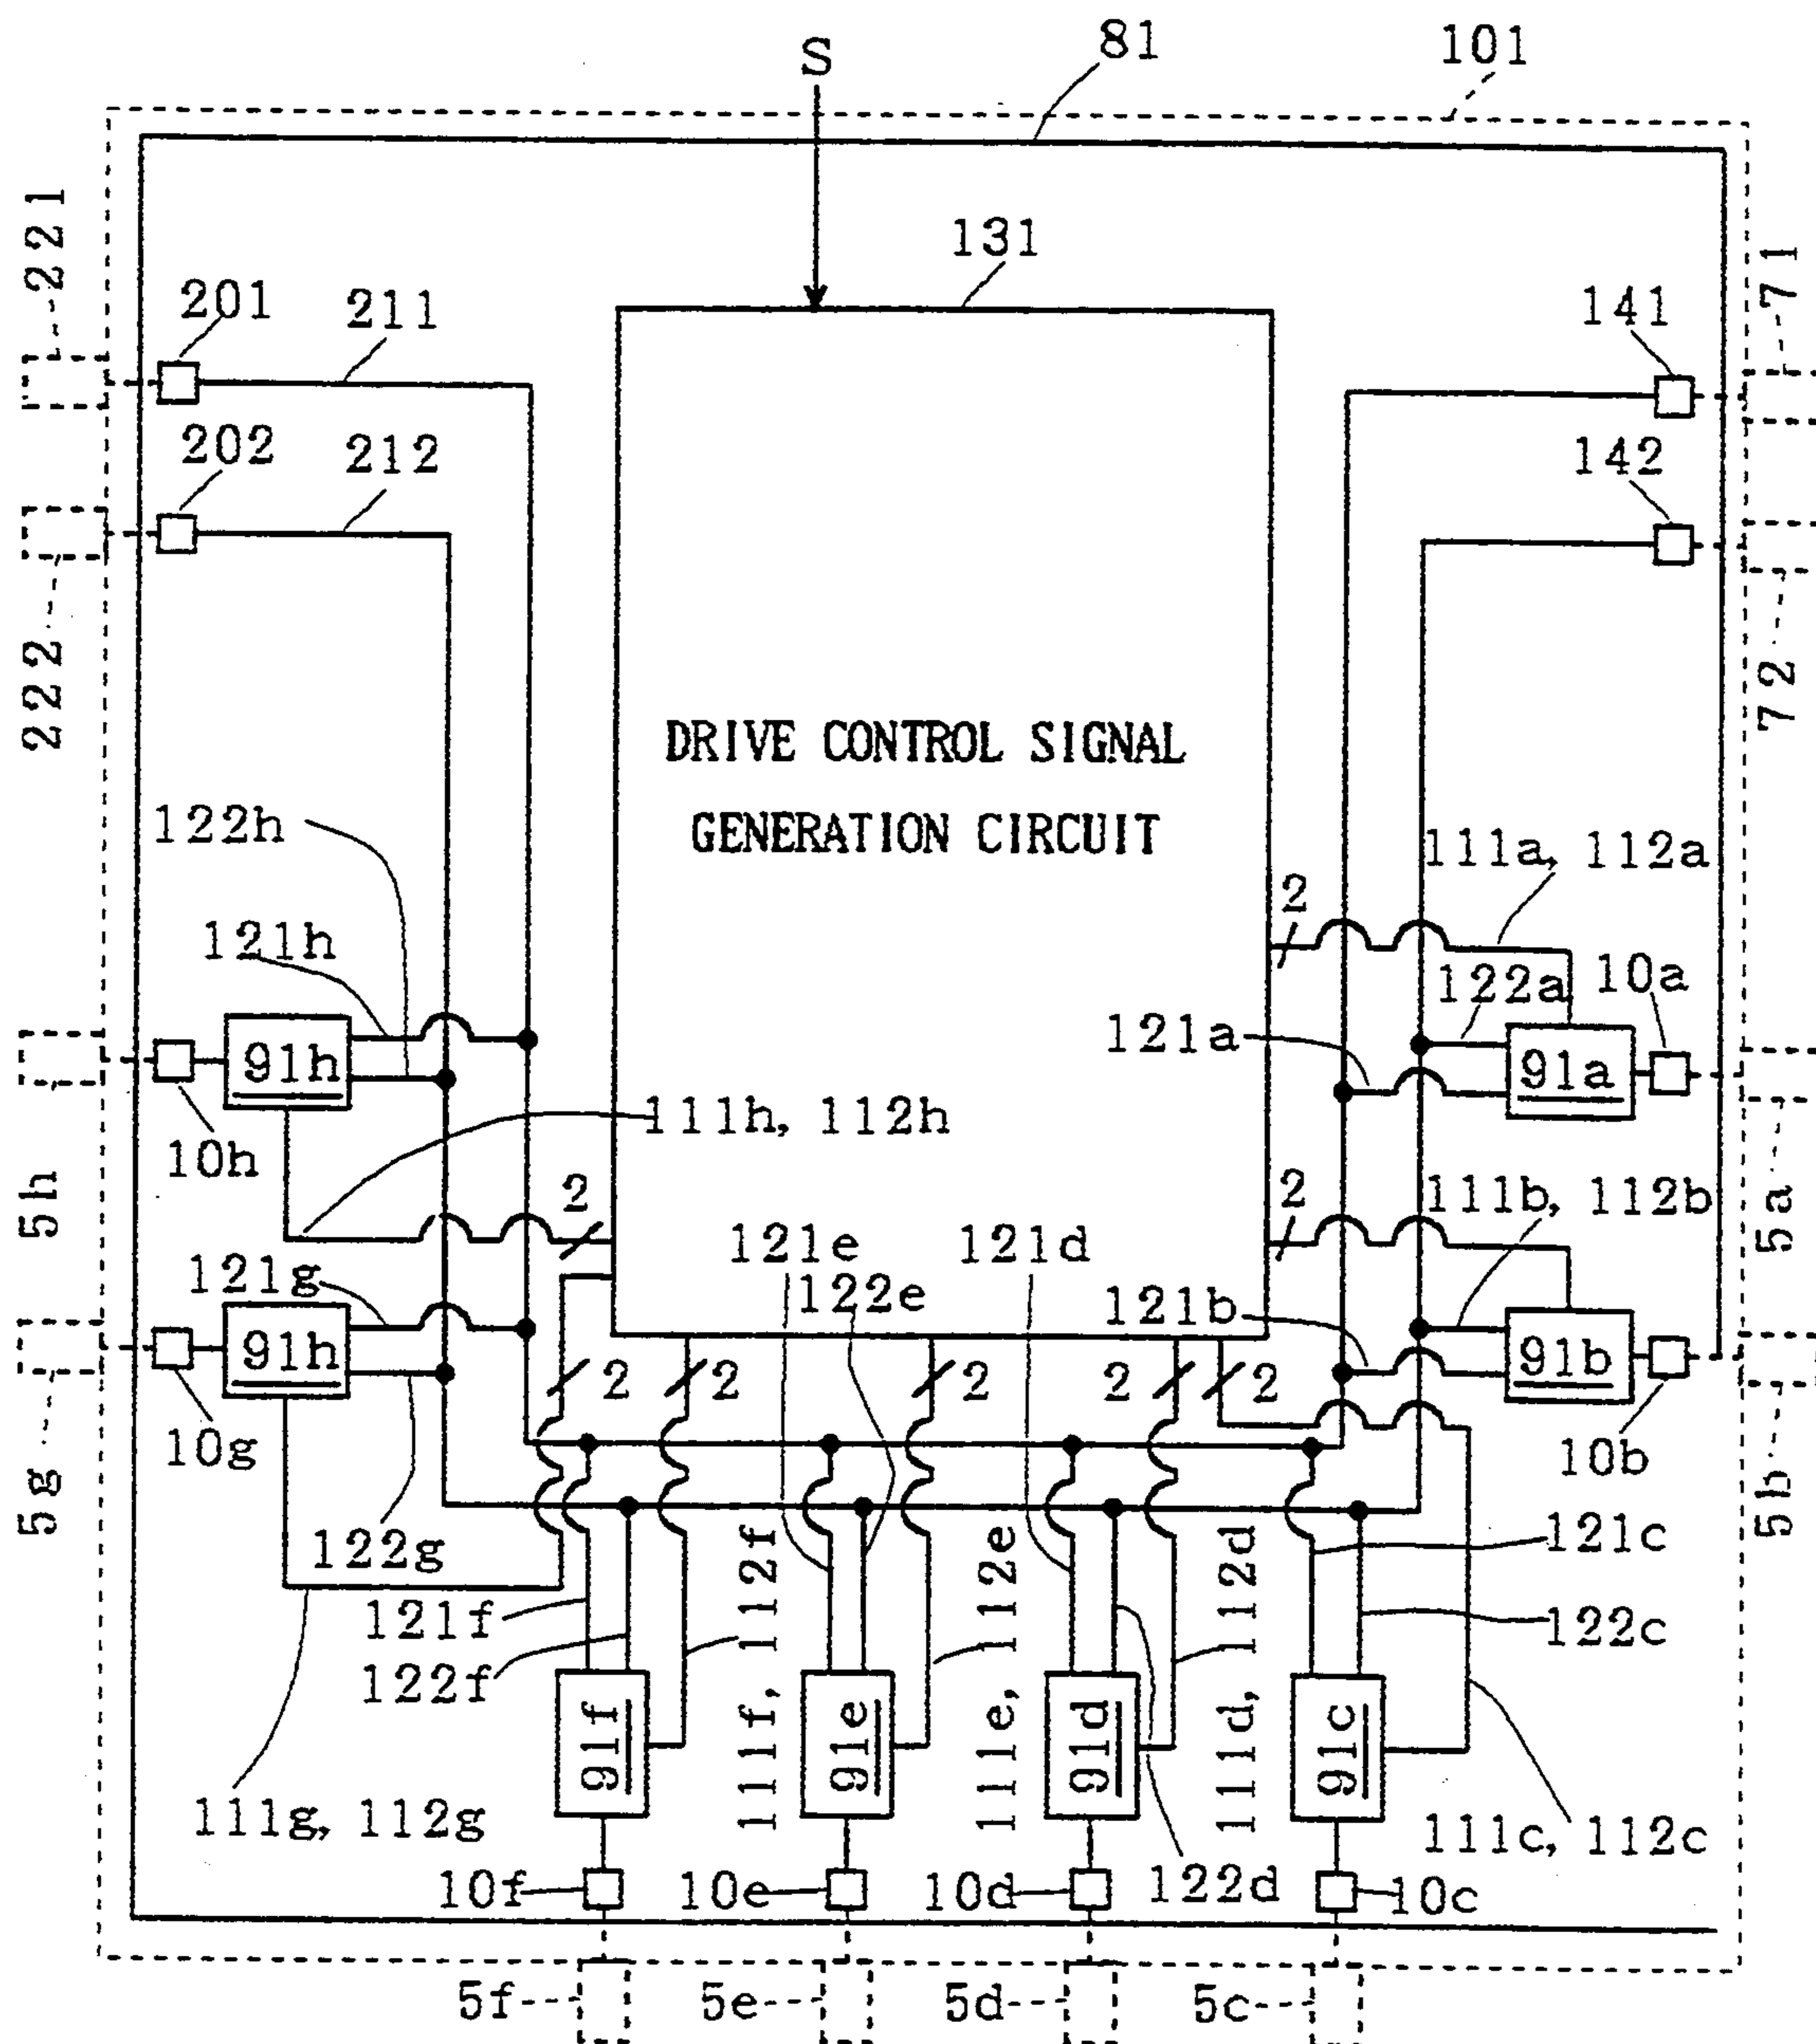 S
81
101
221
131
71
201
211
141
202
212
142
222
72
DRIVE CONTROL SIGNAL
GENERATION CIRCUIT
122h
111a, 112a
2
121h
122a
10a
121a
91h
91a
111h, 112h
10h
5h
2
2
111b, 112b
5a
121e
121d
121g
122e
121b
91h
91b
2
2
2
2
2
10g
10b
5g
5b
122g
121c
121f
122c
122f
111f, 112f
111e, 112e
111d, 112d
91f
91e
91d
91c
111g, 112g
111c, 112c
10f
10e
10d
122d
10c
5f
5e
5d
5c